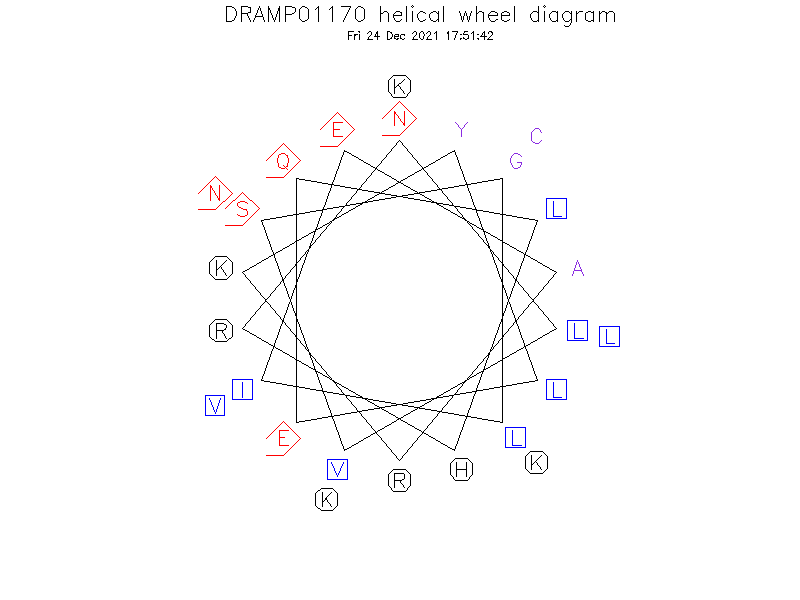 DRAMP01170 helical wheel diagram
Fri 24 Dec 2021 17:51:42
K
N
E
Y
C
Q
G
N
S
L
K
A
R
L
L
V
I
L
E
L
K
V
H
R
K